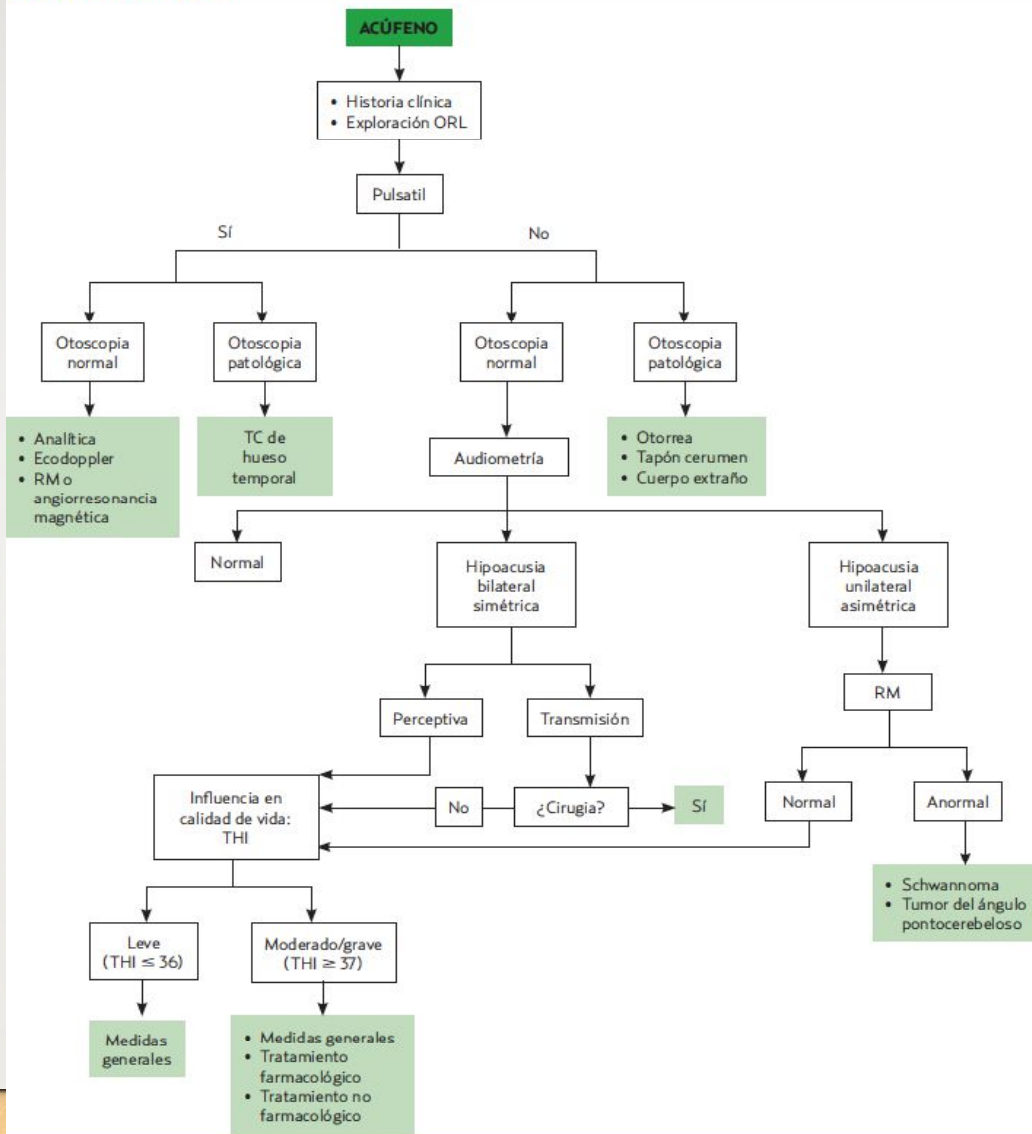 ACÚFENO
• Historia clínica
• Exploración ORL
Pulsatil
Sí
No
Otoscopia
normal
Otoscopia
patológica
Otoscopia
normal
Otoscopia
patológica
• Analítica
• Ecodoppler
• RM o
angiorresonancia
magnética
TC de
hueso
temporal
Audiometría
• Otorrea
• Tapón cerumen
• Cuerpo extraño
Normal
Hipoacusia
bilateral
simétrica
Hipoacusia
unilateral
asimétrica
RM
Perceptiva
Transmisión
Influencia en
calidad de vida:
THI
No
¿Cirugia?
Sí
Normal
Anormal
• Schwannoma
• Tumor del ángulo
pontocerebeloso
Leve
(THI ≤ 36)
Moderado/grave
(THI ≥ 37)
Medidas
generales
• Medidas generales
• Tratamiento
farmacológico
• Tratamiento no
farmacológico